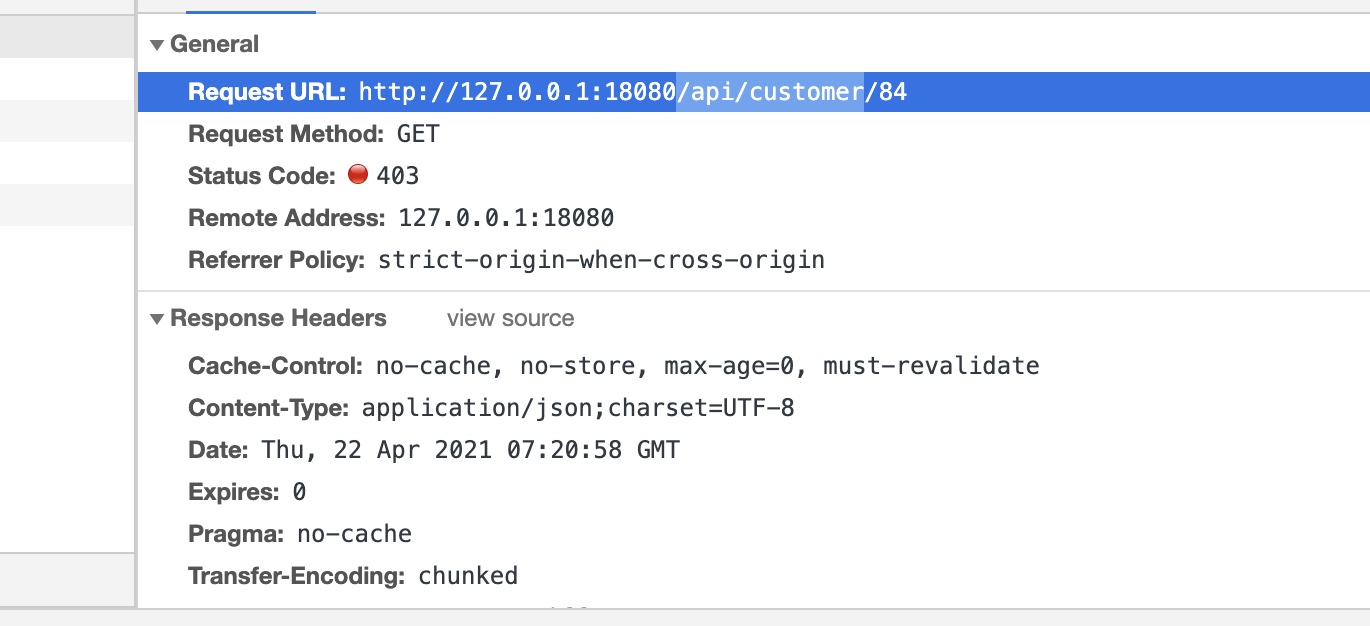 General
Request URL: http://127.0.0.1:18080/api/customer/84
Request Method: GET
Status Code: 403
Remote Address: 127.0.0.1:18080
Referrer Policy: strict-origin-when-cross-origin
Response Headers view source
Cache-Control: no-cache, no-store, max-age=0, must-revalidate
Content-Type: application/json;charset=UTF-8
Date: Thu, 22 Apr 2021 07:20:58 GMT
Expires: 0
Pragma: no-cache
Transfer-Encoding: chunked